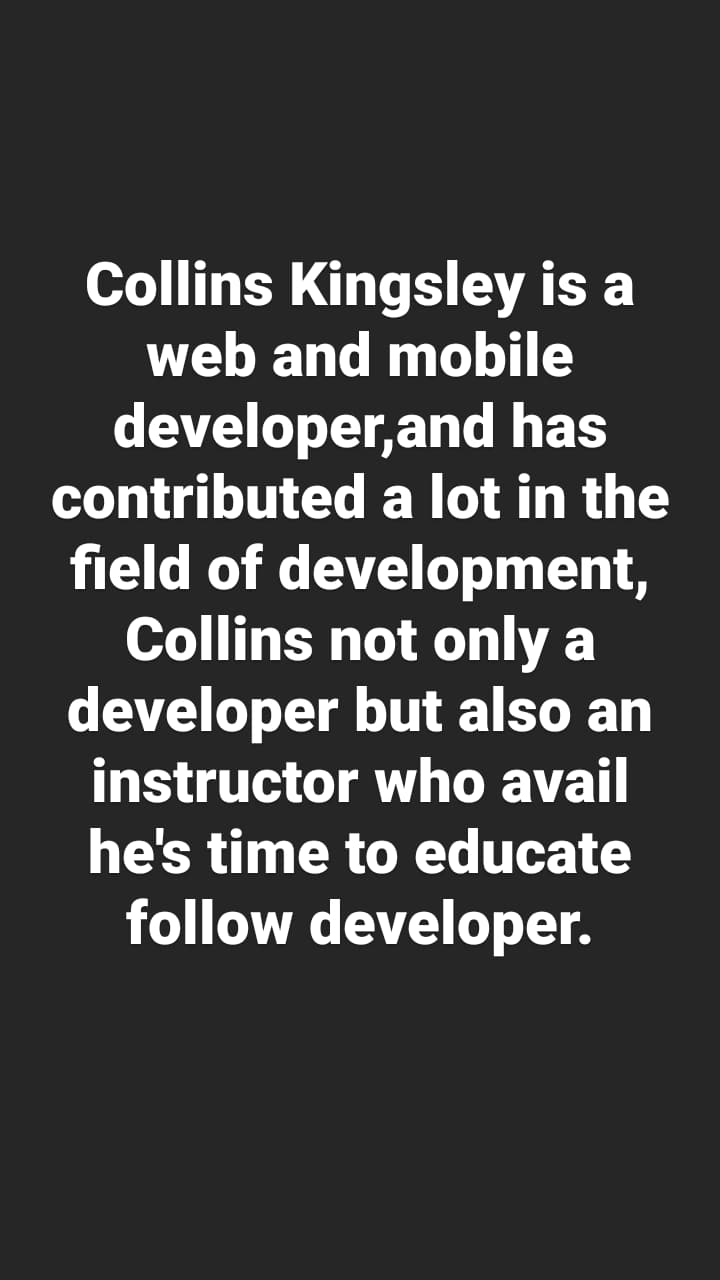 Collins Kingsley is a
web and mobile
developer,and has
contributed a lot in the
field of development,
Collins not only a
developer but also an
instructor who avail
he's time to educate
follow developer.